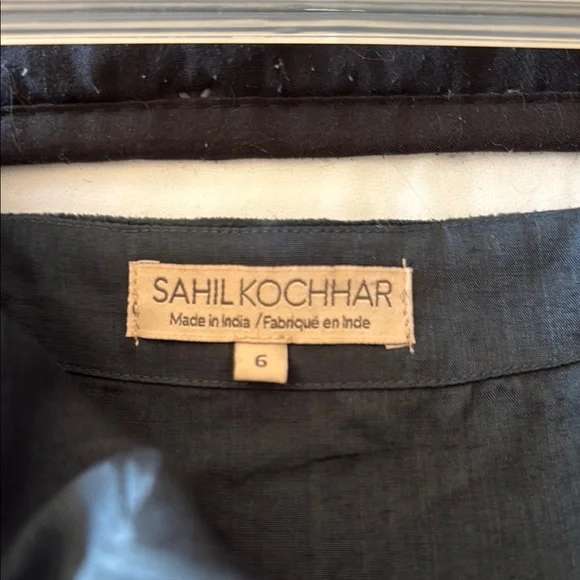 SAHIL KOCHHAR
Made in India / Fabriqué en Inde
6